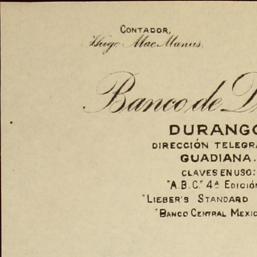 CONTADOR,
Hugo MacManus.
Banco de D
DURANGO
DIRECCIÓN TELEGRA
GUADIANA.
CLAVES EN USO:
"A.B.C." 4ª EDICIÓN
"LIEBER'S STANDARD
"BANCO CENTRAL MEXIC